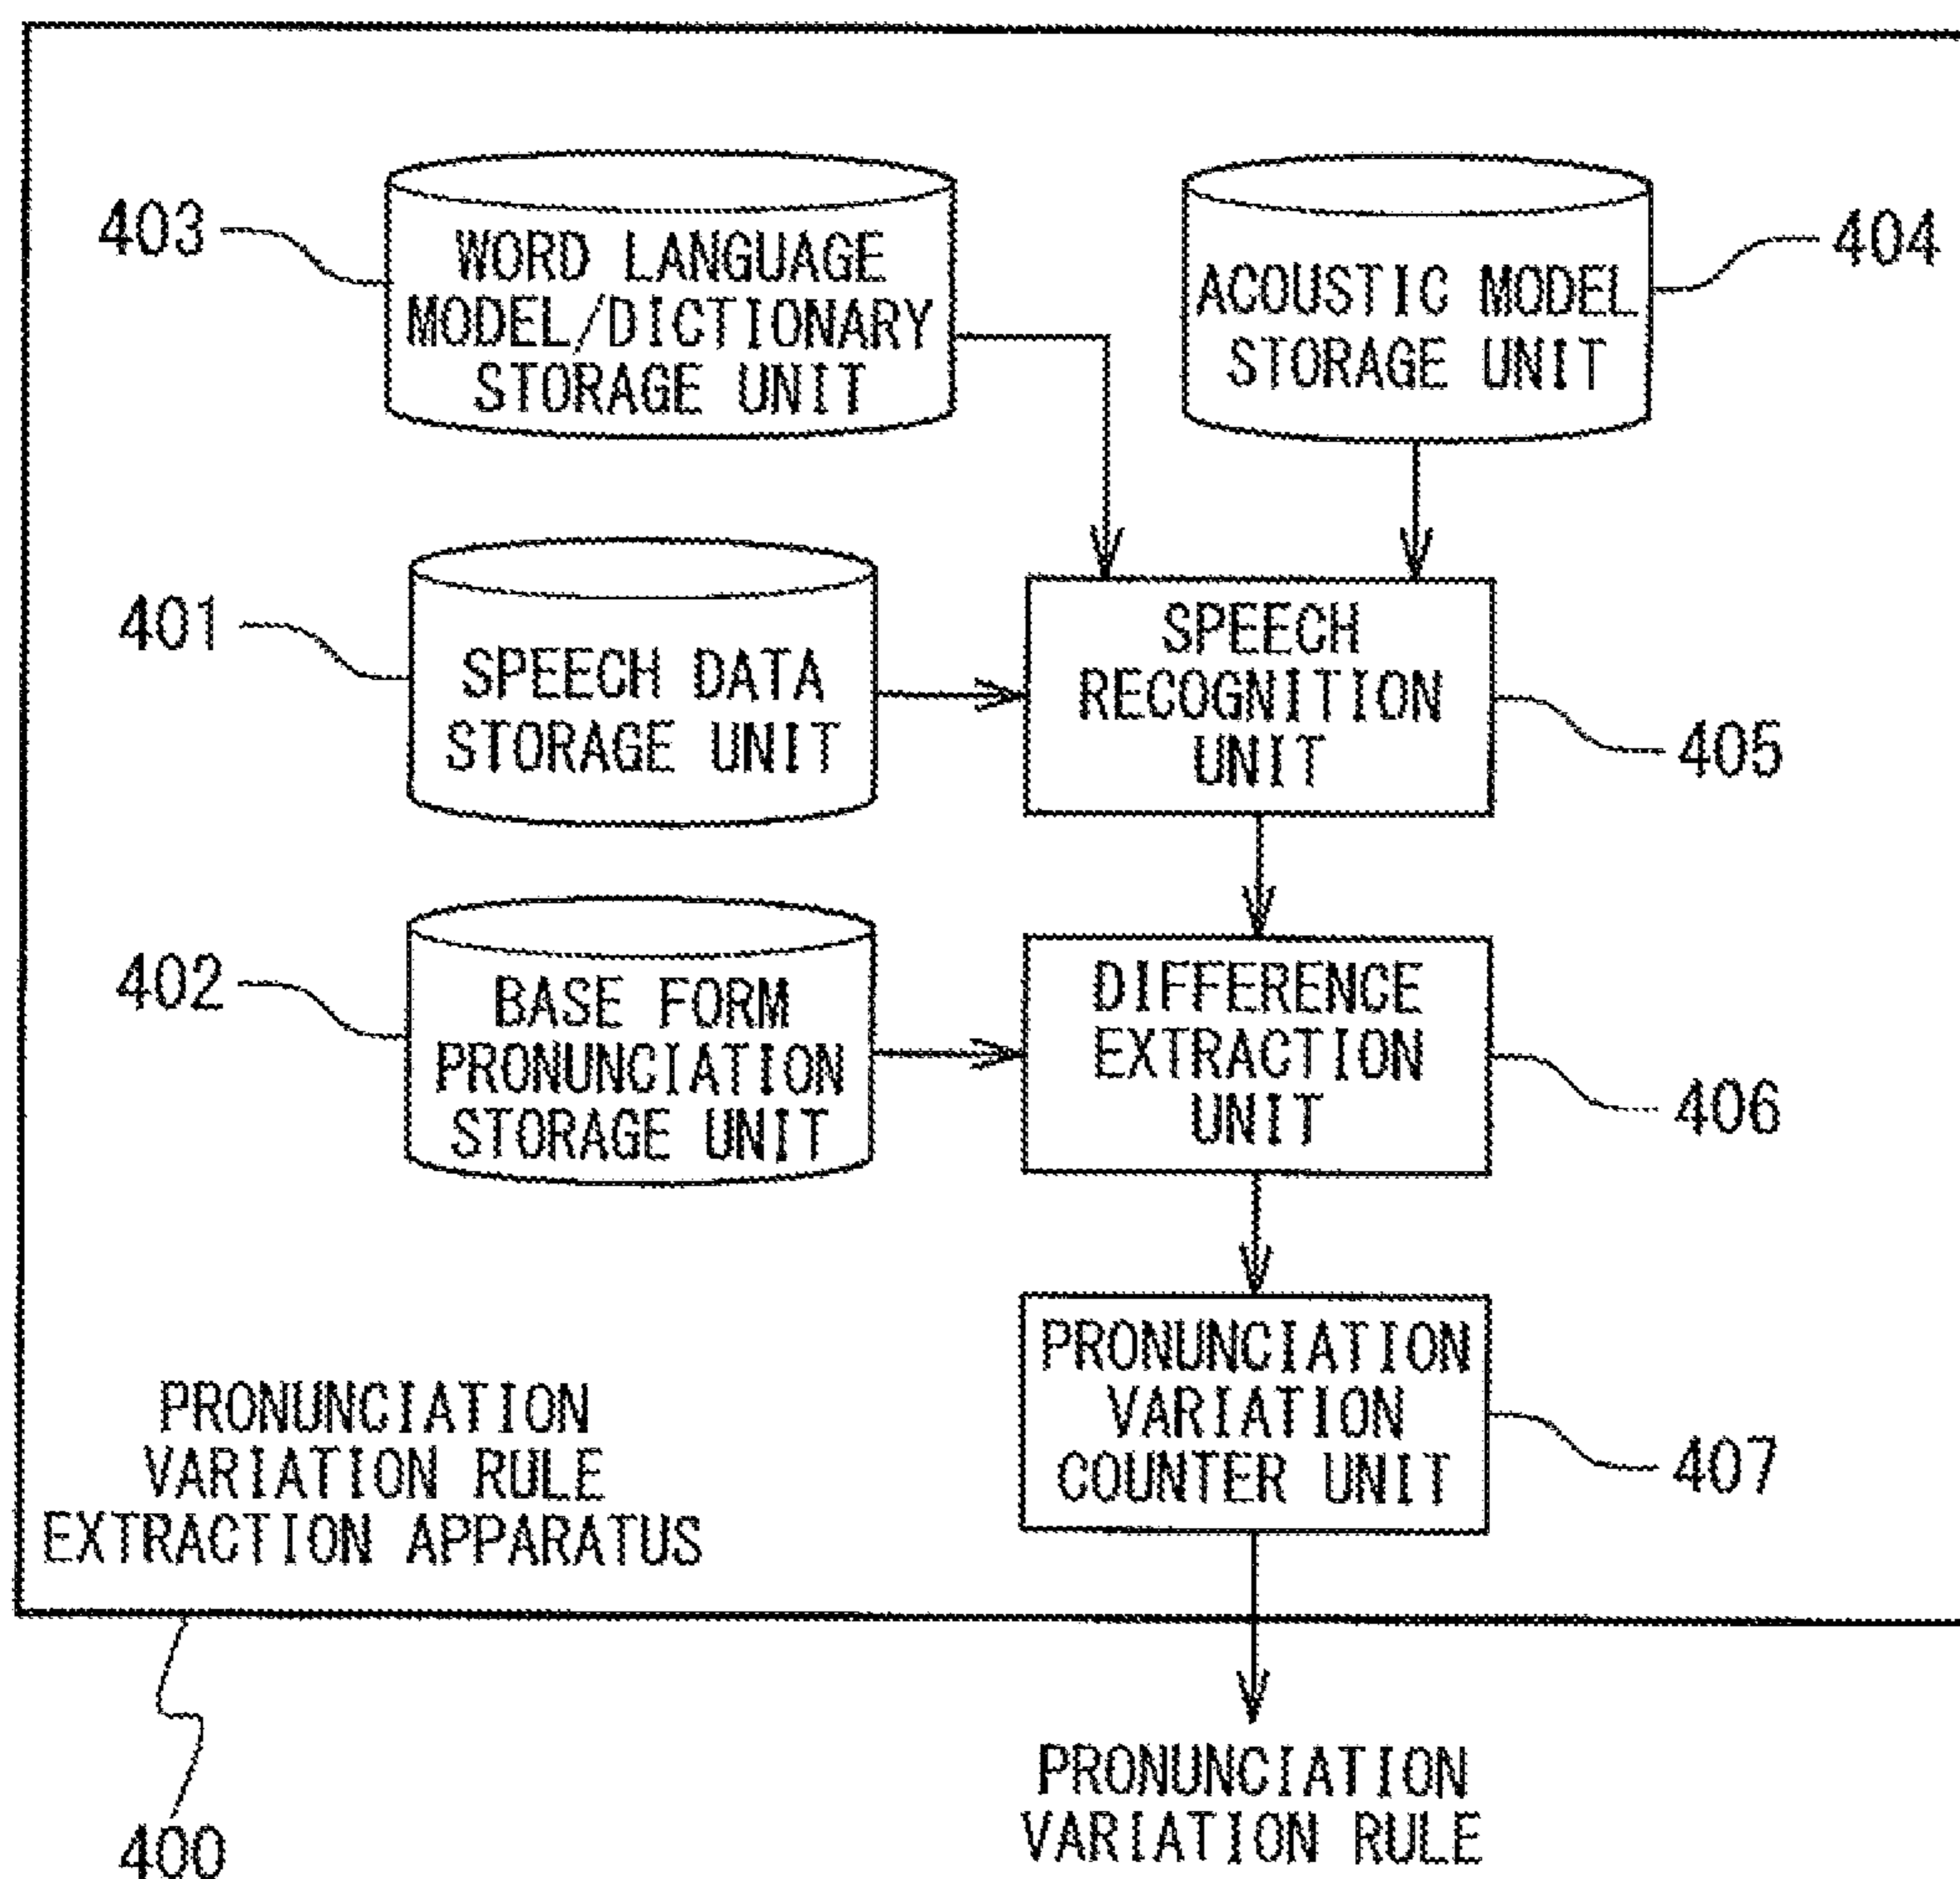 403
WORD LANGUAGE
MODEL/DICTIONARY
STORAGE UNIT
ACOUSTIC MODEL
STORAGE UNIT
404
401
SPEECH DATA
STORAGE UNIT
SPEECH
RECOGNITION
UNIT
405
402
BASE FORM
PRONUNCIATION
STORAGE UNIT
DIFFERENCE
EXTRACTION
UNIT
406
PRONUNCIATION
VARIATION
COUNTER UNIT
407
PRONUNCIATION
VARIATION RULE
EXTRACTION APPARATUS
400
PRONUNCIATION
VARIATION RULE